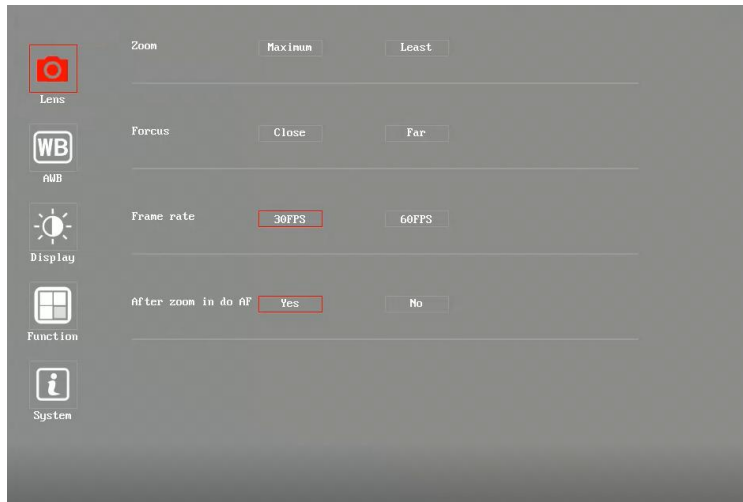 Zoom Maximum Least
Lens
Forcus Close Far
WB
AWB
Frame rate 30FPS 60FPS
Display
After zoom in do AF Yes No
Function
i
System